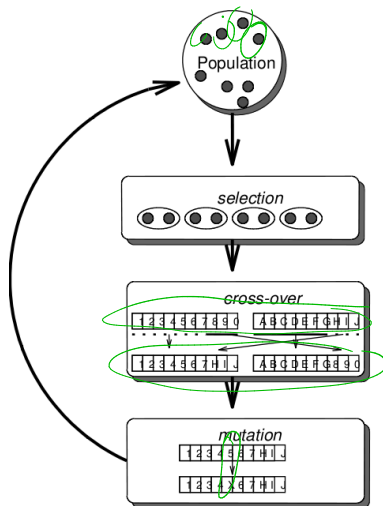 Population
selection
cross-over
1 2 3 4 5 6 7 8 9 0 A B C D E F G H I J
1 2 3 4 5 6 7 H I J A B C D E F G 8 9 0
mutation
1 2 3 4 5 6 7 H I J
1 2 3 4 X 6 7 H I J